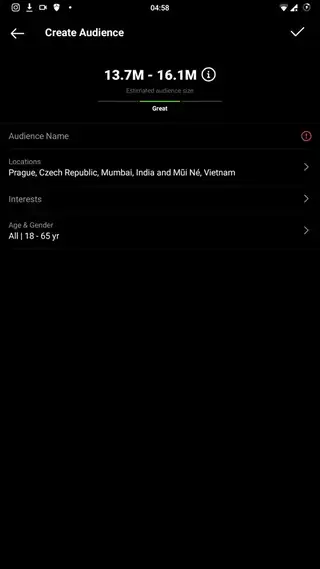 04:58
Create Audience
13.7M - 16.1M
Estimated audience size
Great
Audience Name
Locations
Prague, Czech Republic, Mumbai, India and Mũi Né, Vietnam
Interests
Age & Gender
All | 18 - 65 yr